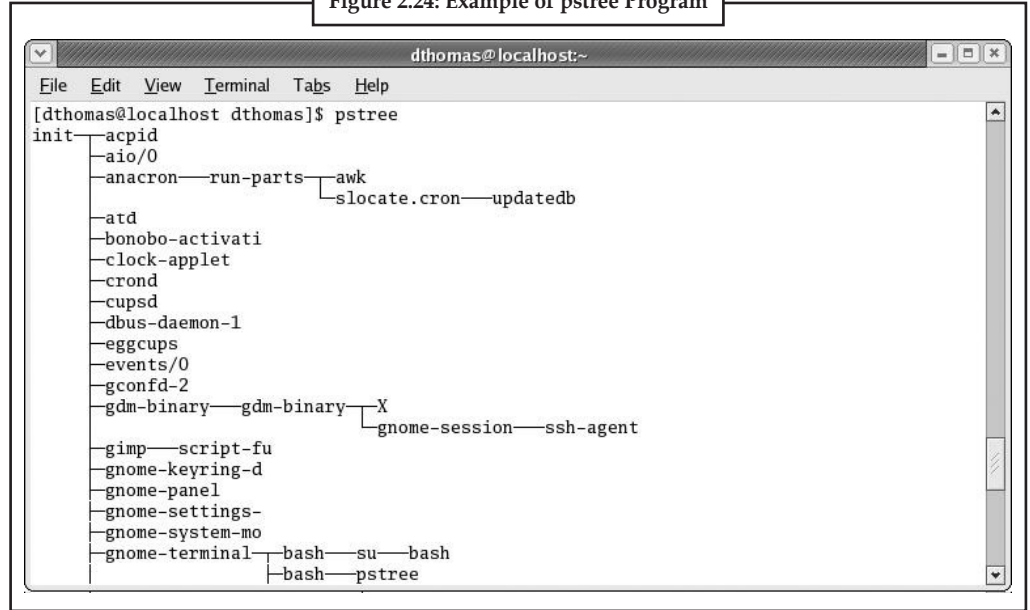 Figure 2.24: Example of pstree Program
dthomas@localhost:~
File Edit View Terminal Tabs Help
[dthomas@localhost dthomas]$ pstree
init─┬─acpid
     ├─aio/0
     ├─anacron───run-parts─┬─awk
     │                     └─slocate.cron───updatedb
     ├─atd
     ├─bonobo-activati
     ├─clock-applet
     ├─crond
     ├─cupsd
     ├─dbus-daemon-1
     ├─eggcups
     ├─events/0
     ├─gconfd-2
     ├─gdm-binary───gdm-binary─┬─X
     │                         └─gnome-session───ssh-agent
     ├─gimp───script-fu
     ├─gnome-keyring-d
     ├─gnome-panel
     ├─gnome-settings-
     ├─gnome-system-mo
     ├─gnome-terminal─┬─bash───su───bash
     │                ├─bash───pstree